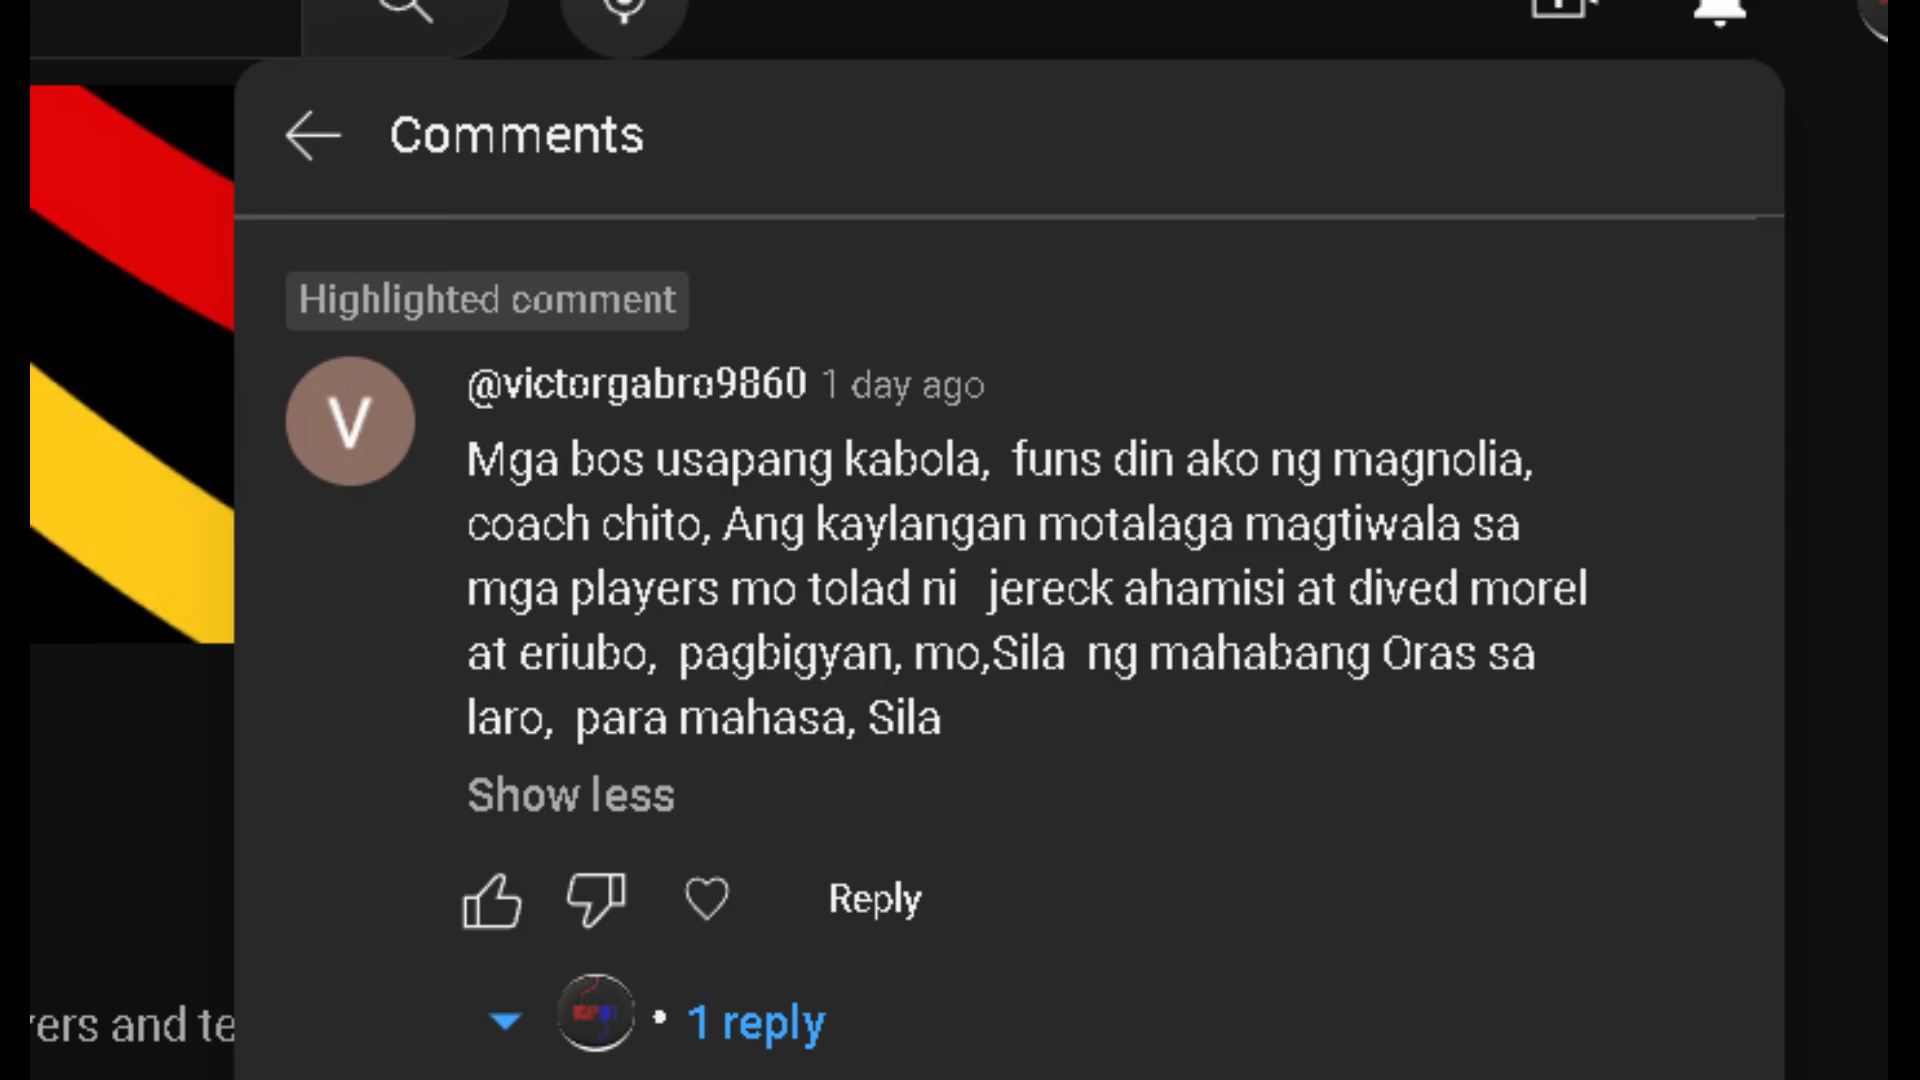 Comments
Highlighted comment
V
@victorgabro9860 1 day ago
Mga bos usapang kabola, funs din ako ng magnolia,
coach chito, Ang kaylangan motalaga magtiwala sa
mga players mo tolad ni jereck ahamisi at dived morel
at eriubo, pagbigyan, mo,Sila ng mahabang Oras sa
laro, para mahasa, Sila
Show less
Reply
• 1 reply
and